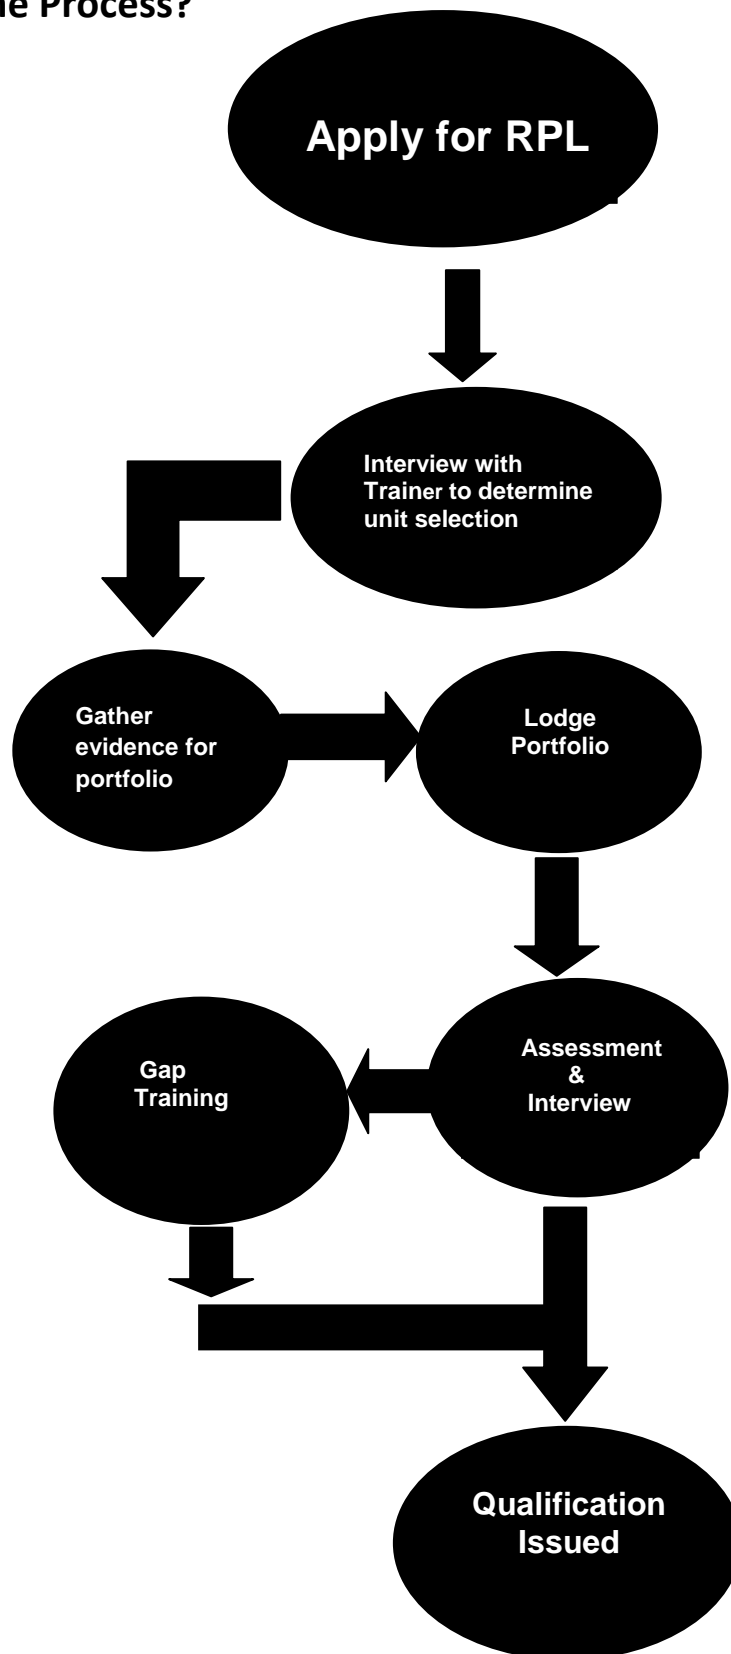 he Process?
Apply for RPL
Interview with
Trainer to determine
unit selection
Gather
evidence for
portfolio
Lodge
Portfolio
Assessment
&
Interview
Gap
Training
Qualification
Issued